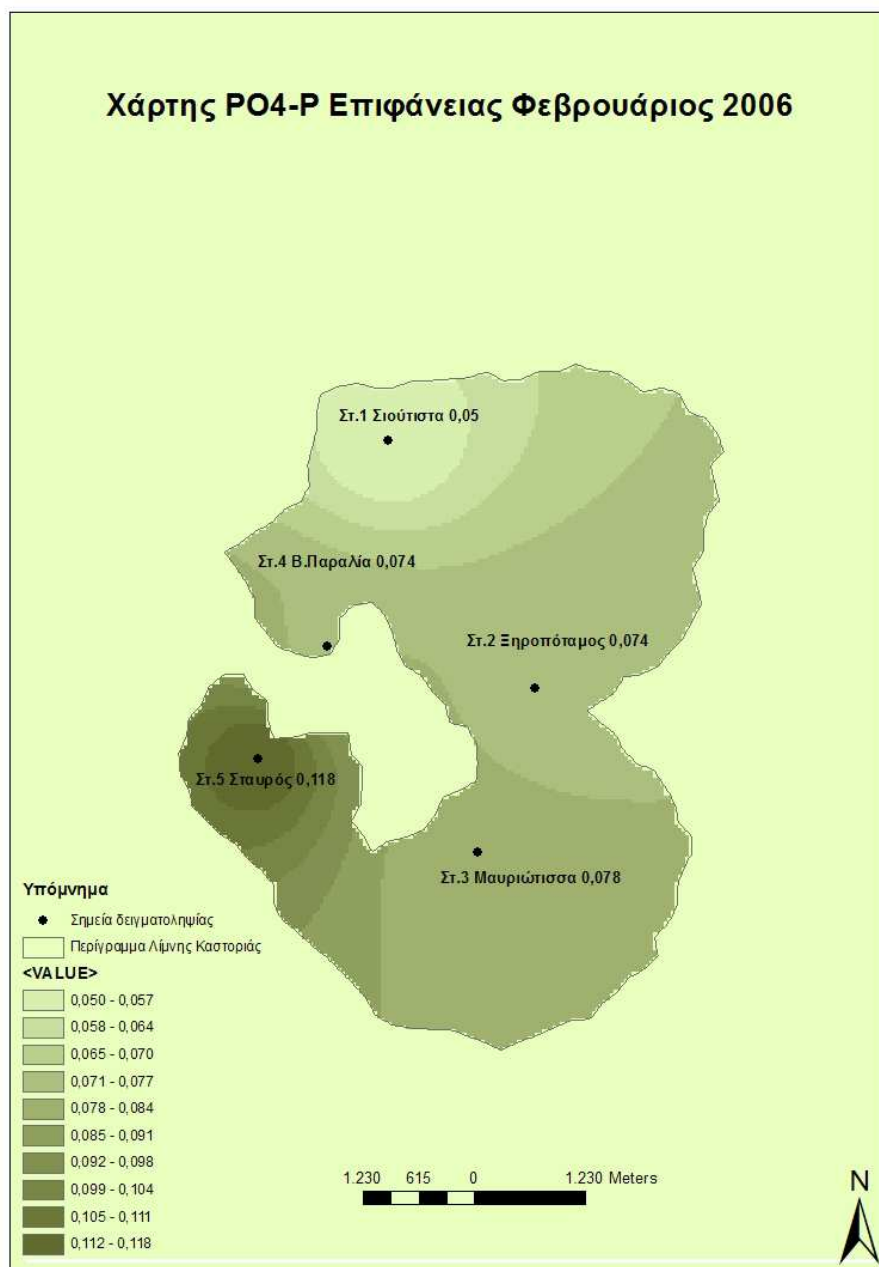 Χάρτης PO4-P Επιφάνειας Φεβρουάριος 2006
Στ.1 Σιούτιστα 0,05
Στ.4 Β.Παραλία 0,074
Στ.2 Ξηροπόταμος 0,074
Στ.5 Σταυρός 0,118
Στ.3 Μαυριώτισσα 0,078
Υπόμνημα
Σημεία δειγματοληψίας
Περίγραμμα Λίμνης Καστοριάς
<VALUE>
0,050 - 0,057
0,058 - 0,064
0,065 - 0,070
0,071 - 0,077
0,078 - 0,084
0,085 - 0,091
0,092 - 0,098
0,099 - 0,104
0,105 - 0,111
0,112 - 0,118
1.230 615 0 1.230 Meters
N